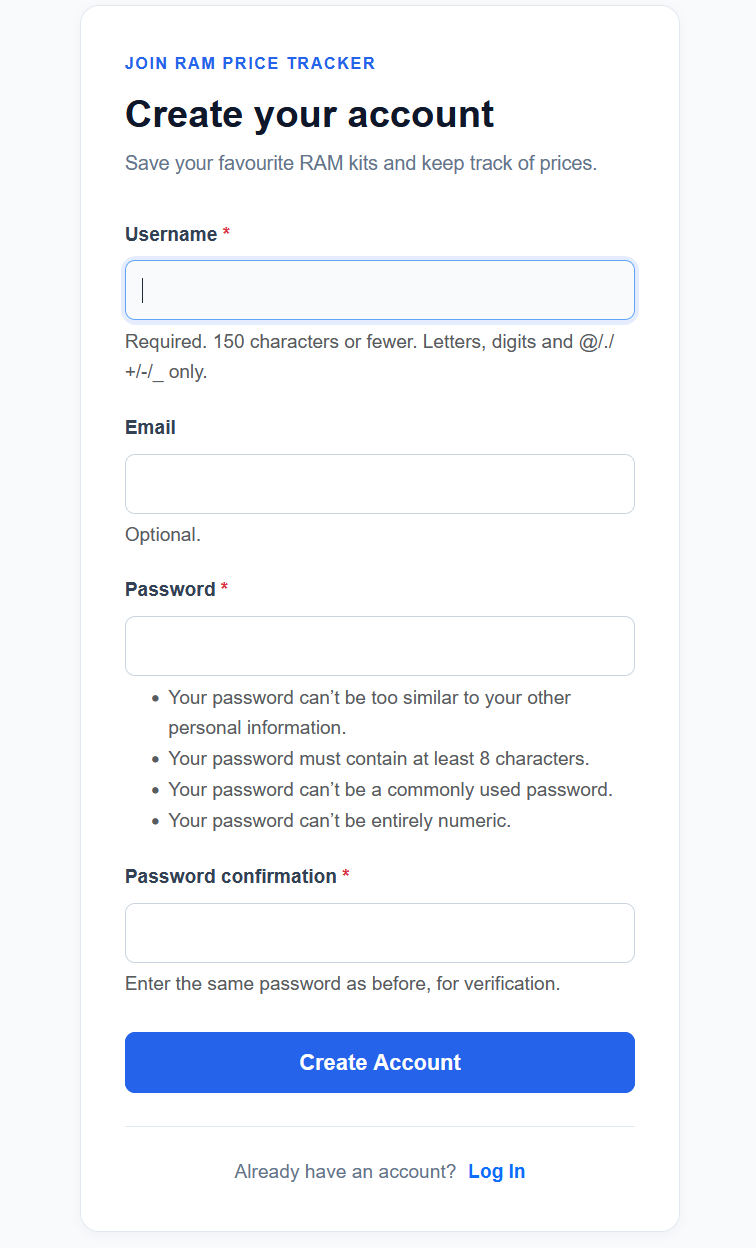 JOIN RAM PRICE TRACKER
Create your account
Save your favourite RAM kits and keep track of prices.
Username *
Required. 150 characters or fewer. Letters, digits and @/./
+/-/_ only.
Email
Optional.
Password *
• Your password can’t be too similar to your other
personal information.
• Your password must contain at least 8 characters.
• Your password can’t be a commonly used password.
• Your password can’t be entirely numeric.
Password confirmation *
Enter the same password as before, for verification.
Create Account
Already have an account? Log In